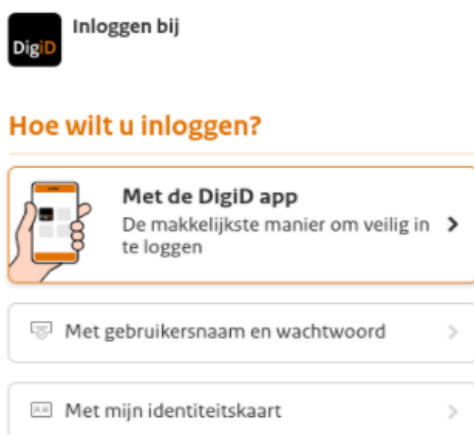 DigiD
Inloggen bij
Hoe wilt u inloggen?
Met de DigiD app
De makkelijkste manier om veilig in
te loggen
Met gebruikersnaam en wachtwoord
Met mijn identiteitskaart